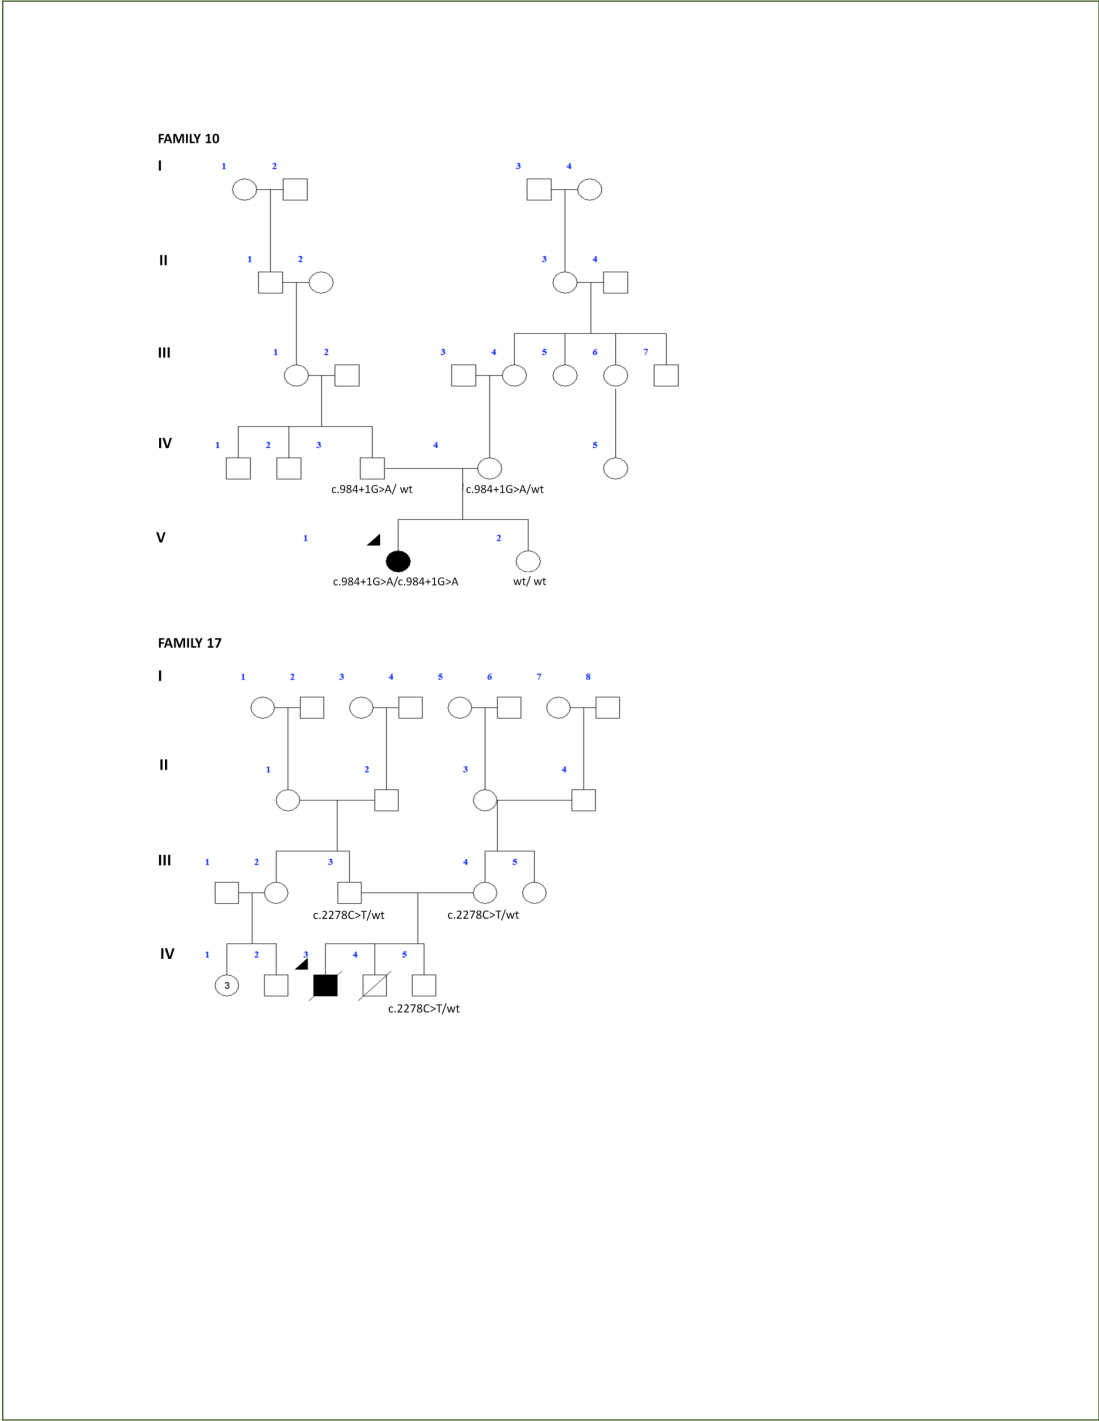 FAMILY 10
I 1 2 3 4
II 1 2 3 4
III 1 2 3 4 5 6 7
IV 1 2 3 4 5
c.984+1G>A/ wt c.984+1G>A/wt
V 1 2
c.984+1G>A/c.984+1G>A wt/ wt
FAMILY 17
I 1 2 3 4 5 6 7 8
II 1 2 3 4
III 1 2 3 4 5
c.2278C>T/wt c.2278C>T/wt
IV 1 2 3 4 5
3
c.2278C>T/wt